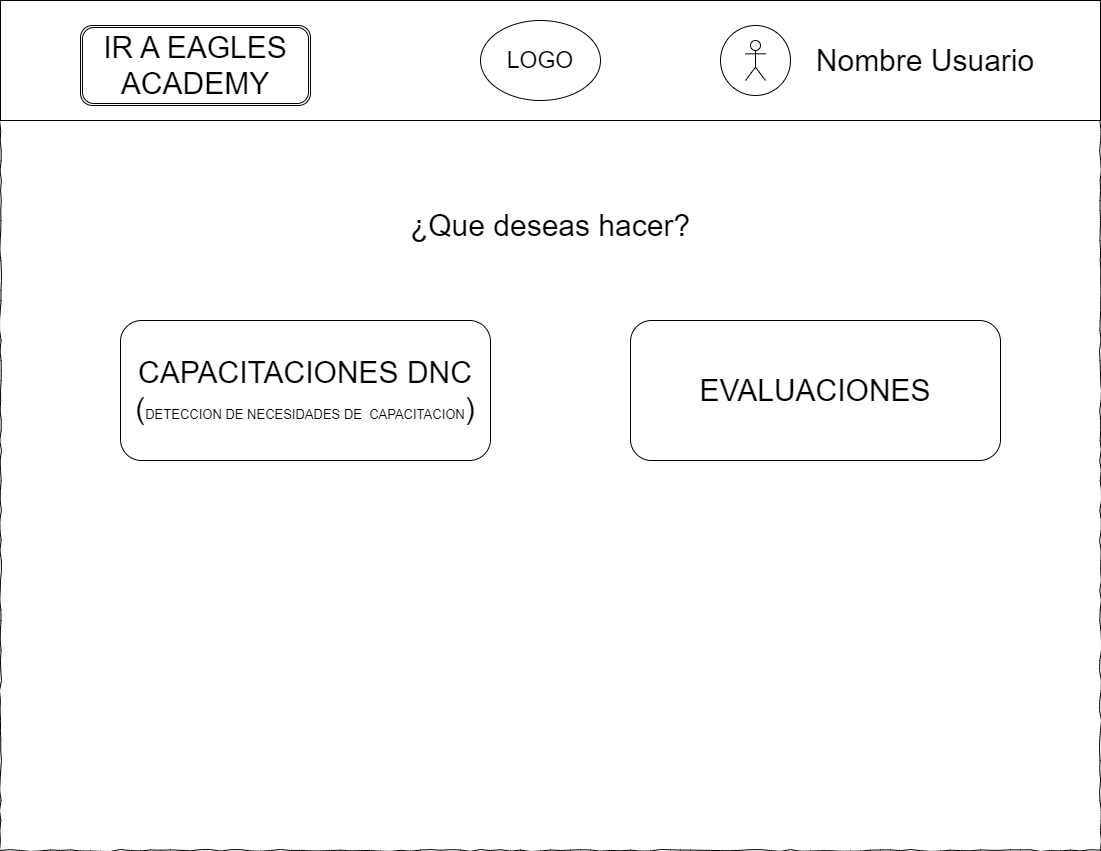 IR A EAGLES
ACADEMY
LOGO
Nombre Usuario
¿Que deseas hacer?
CAPACITACIONES DNC
(DETECCION DE NECESIDADES DE CAPACITACION)
EVALUACIONES